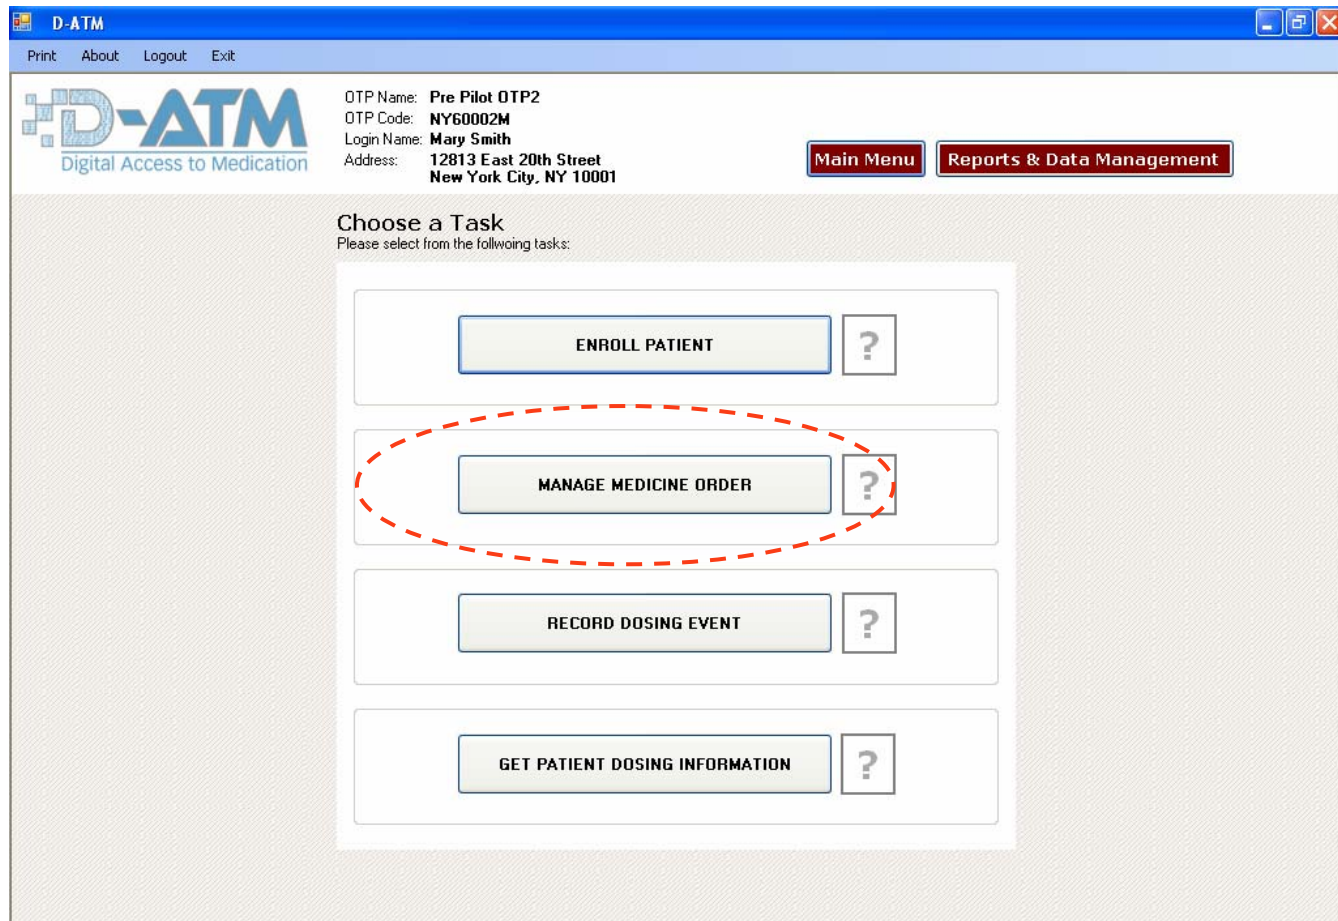 D-ATM
Print About Logout Exit
D-ATM
Digital Access to Medication
OTP Name: Pre Pilot OTP2
OTP Code: NY60002M
Login Name: Mary Smith
Address: 12813 East 20th Street
New York City, NY 10001
Main Menu Reports & Data Management
Choose a Task
Please select from the follwoing tasks:
ENROLL PATIENT ?
MANAGE MEDICINE ORDER ?
RECORD DOSING EVENT ?
GET PATIENT DOSING INFORMATION ?